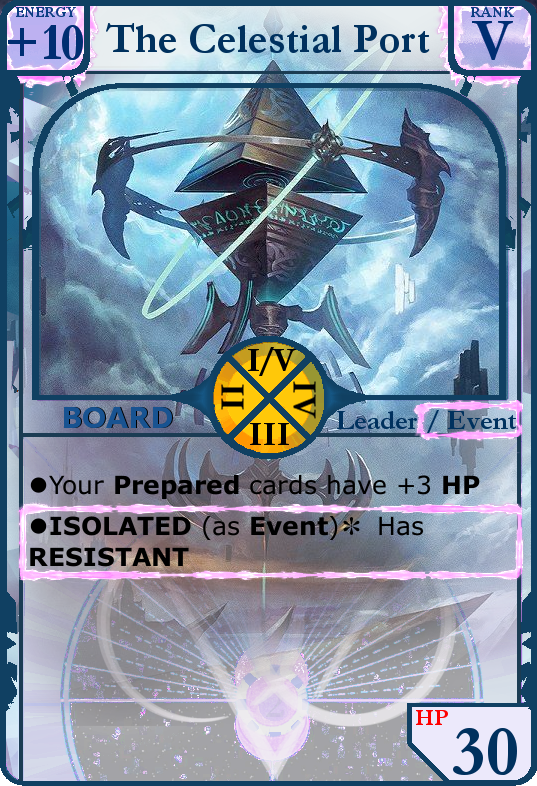 ENERGY
+10
The Celestial Port
RANK
V
I/V
II
IV
III
BOARD
Leader / Event
●Your Prepared cards have +3 HP
●ISOLATED (as Event)* Has
RESISTANT
HP
30